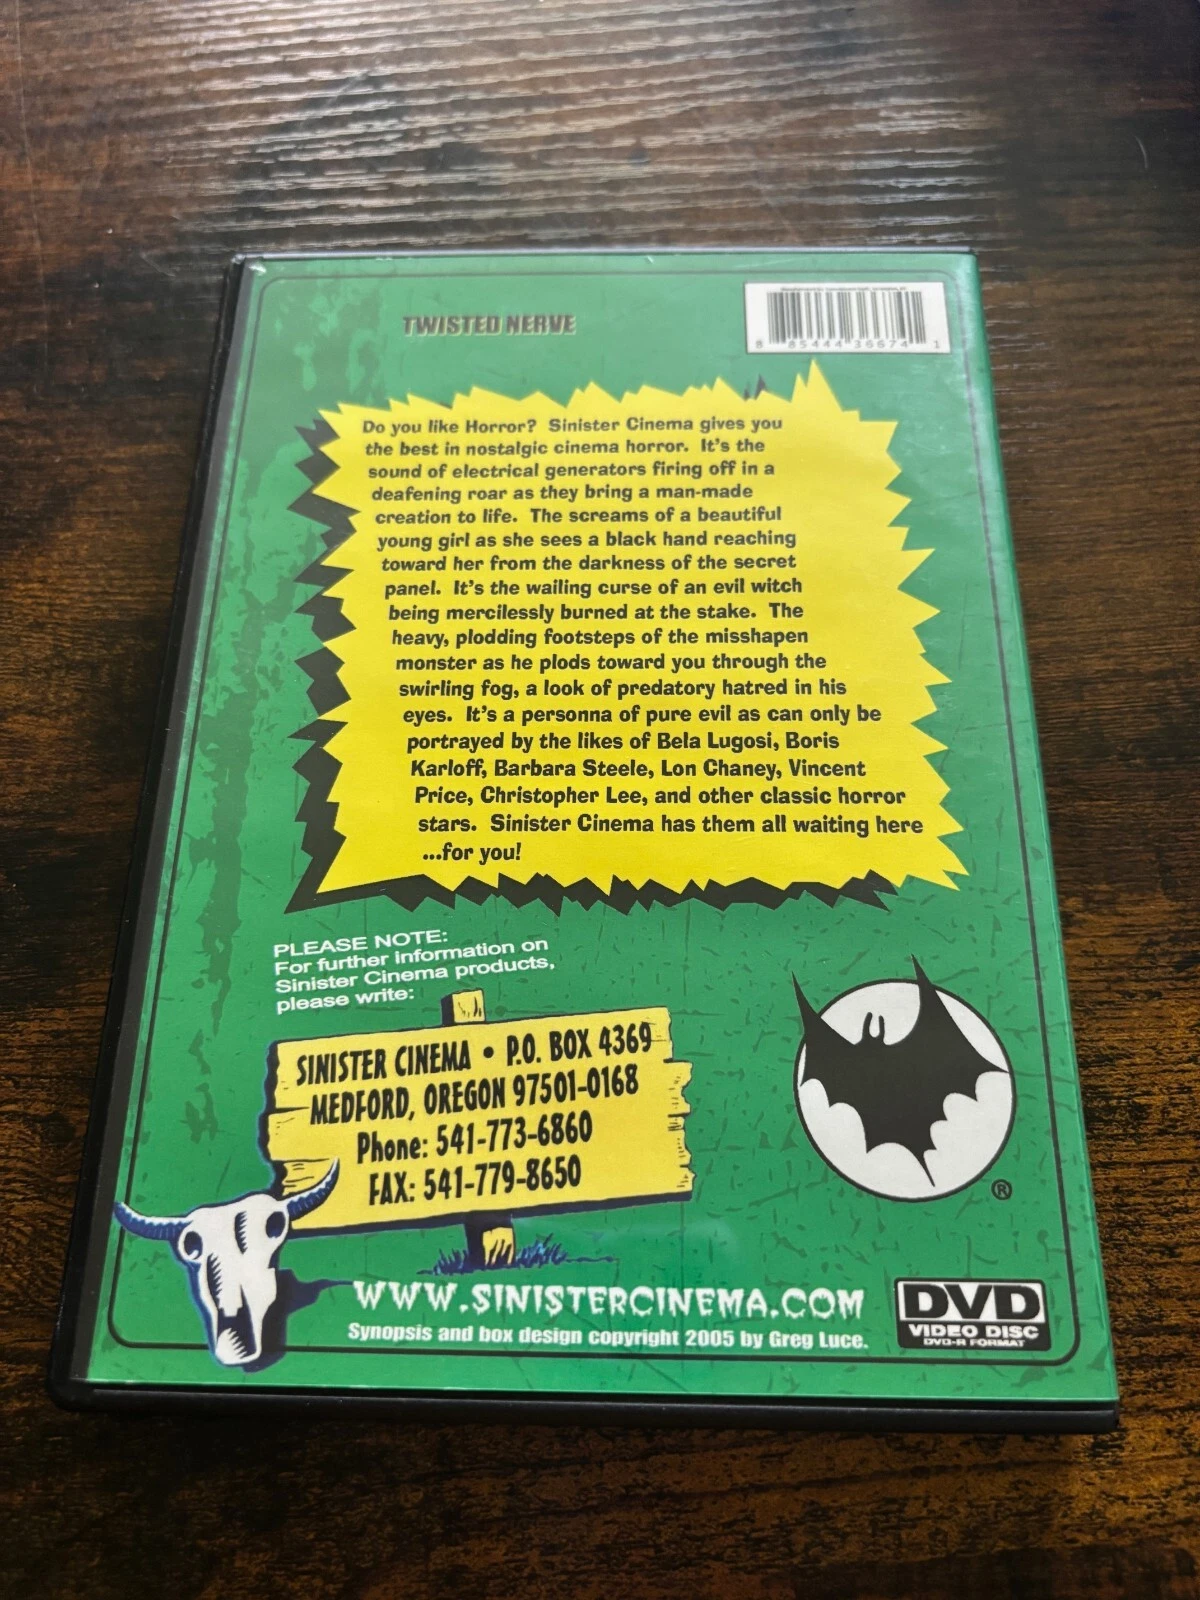 TWISTED NERVE
8 85444 36674 1
Do you like Horror? Sinister Cinema gives you
the best in nostalgic cinema horror. It's the
sound of electrical generators firing off in a
deafening roar as they bring a man-made
creation to life. The screams of a beautiful
young girl as she sees a black hand reaching
toward her from the darkness of the secret
panel. It's the wailing curse of an evil witch
being mercilessly burned at the stake. The
heavy, plodding footsteps of the misshapen
monster as he plods toward you through the
swirling fog, a look of predatory hatred in his
eyes. It's a personna of pure evil as can only be
portrayed by the likes of Bela Lugosi, Boris
Karloff, Barbara Steele, Lon Chaney, Vincent
Price, Christopher Lee, and other classic horror
stars. Sinister Cinema has them all waiting here
...for you!
PLEASE NOTE:
For further information on
Sinister Cinema products,
please write:
SINISTER CINEMA • P.O. BOX 4369
MEDFORD, OREGON 97501-0168
Phone: 541-773-6860
FAX: 541-779-8650
®
WWW.SINISTERCINEMA.COM
Synopsis and box design copyright 2005 by Greg Luce.
DVD
VIDEO DISC
DVD-R FORMAT